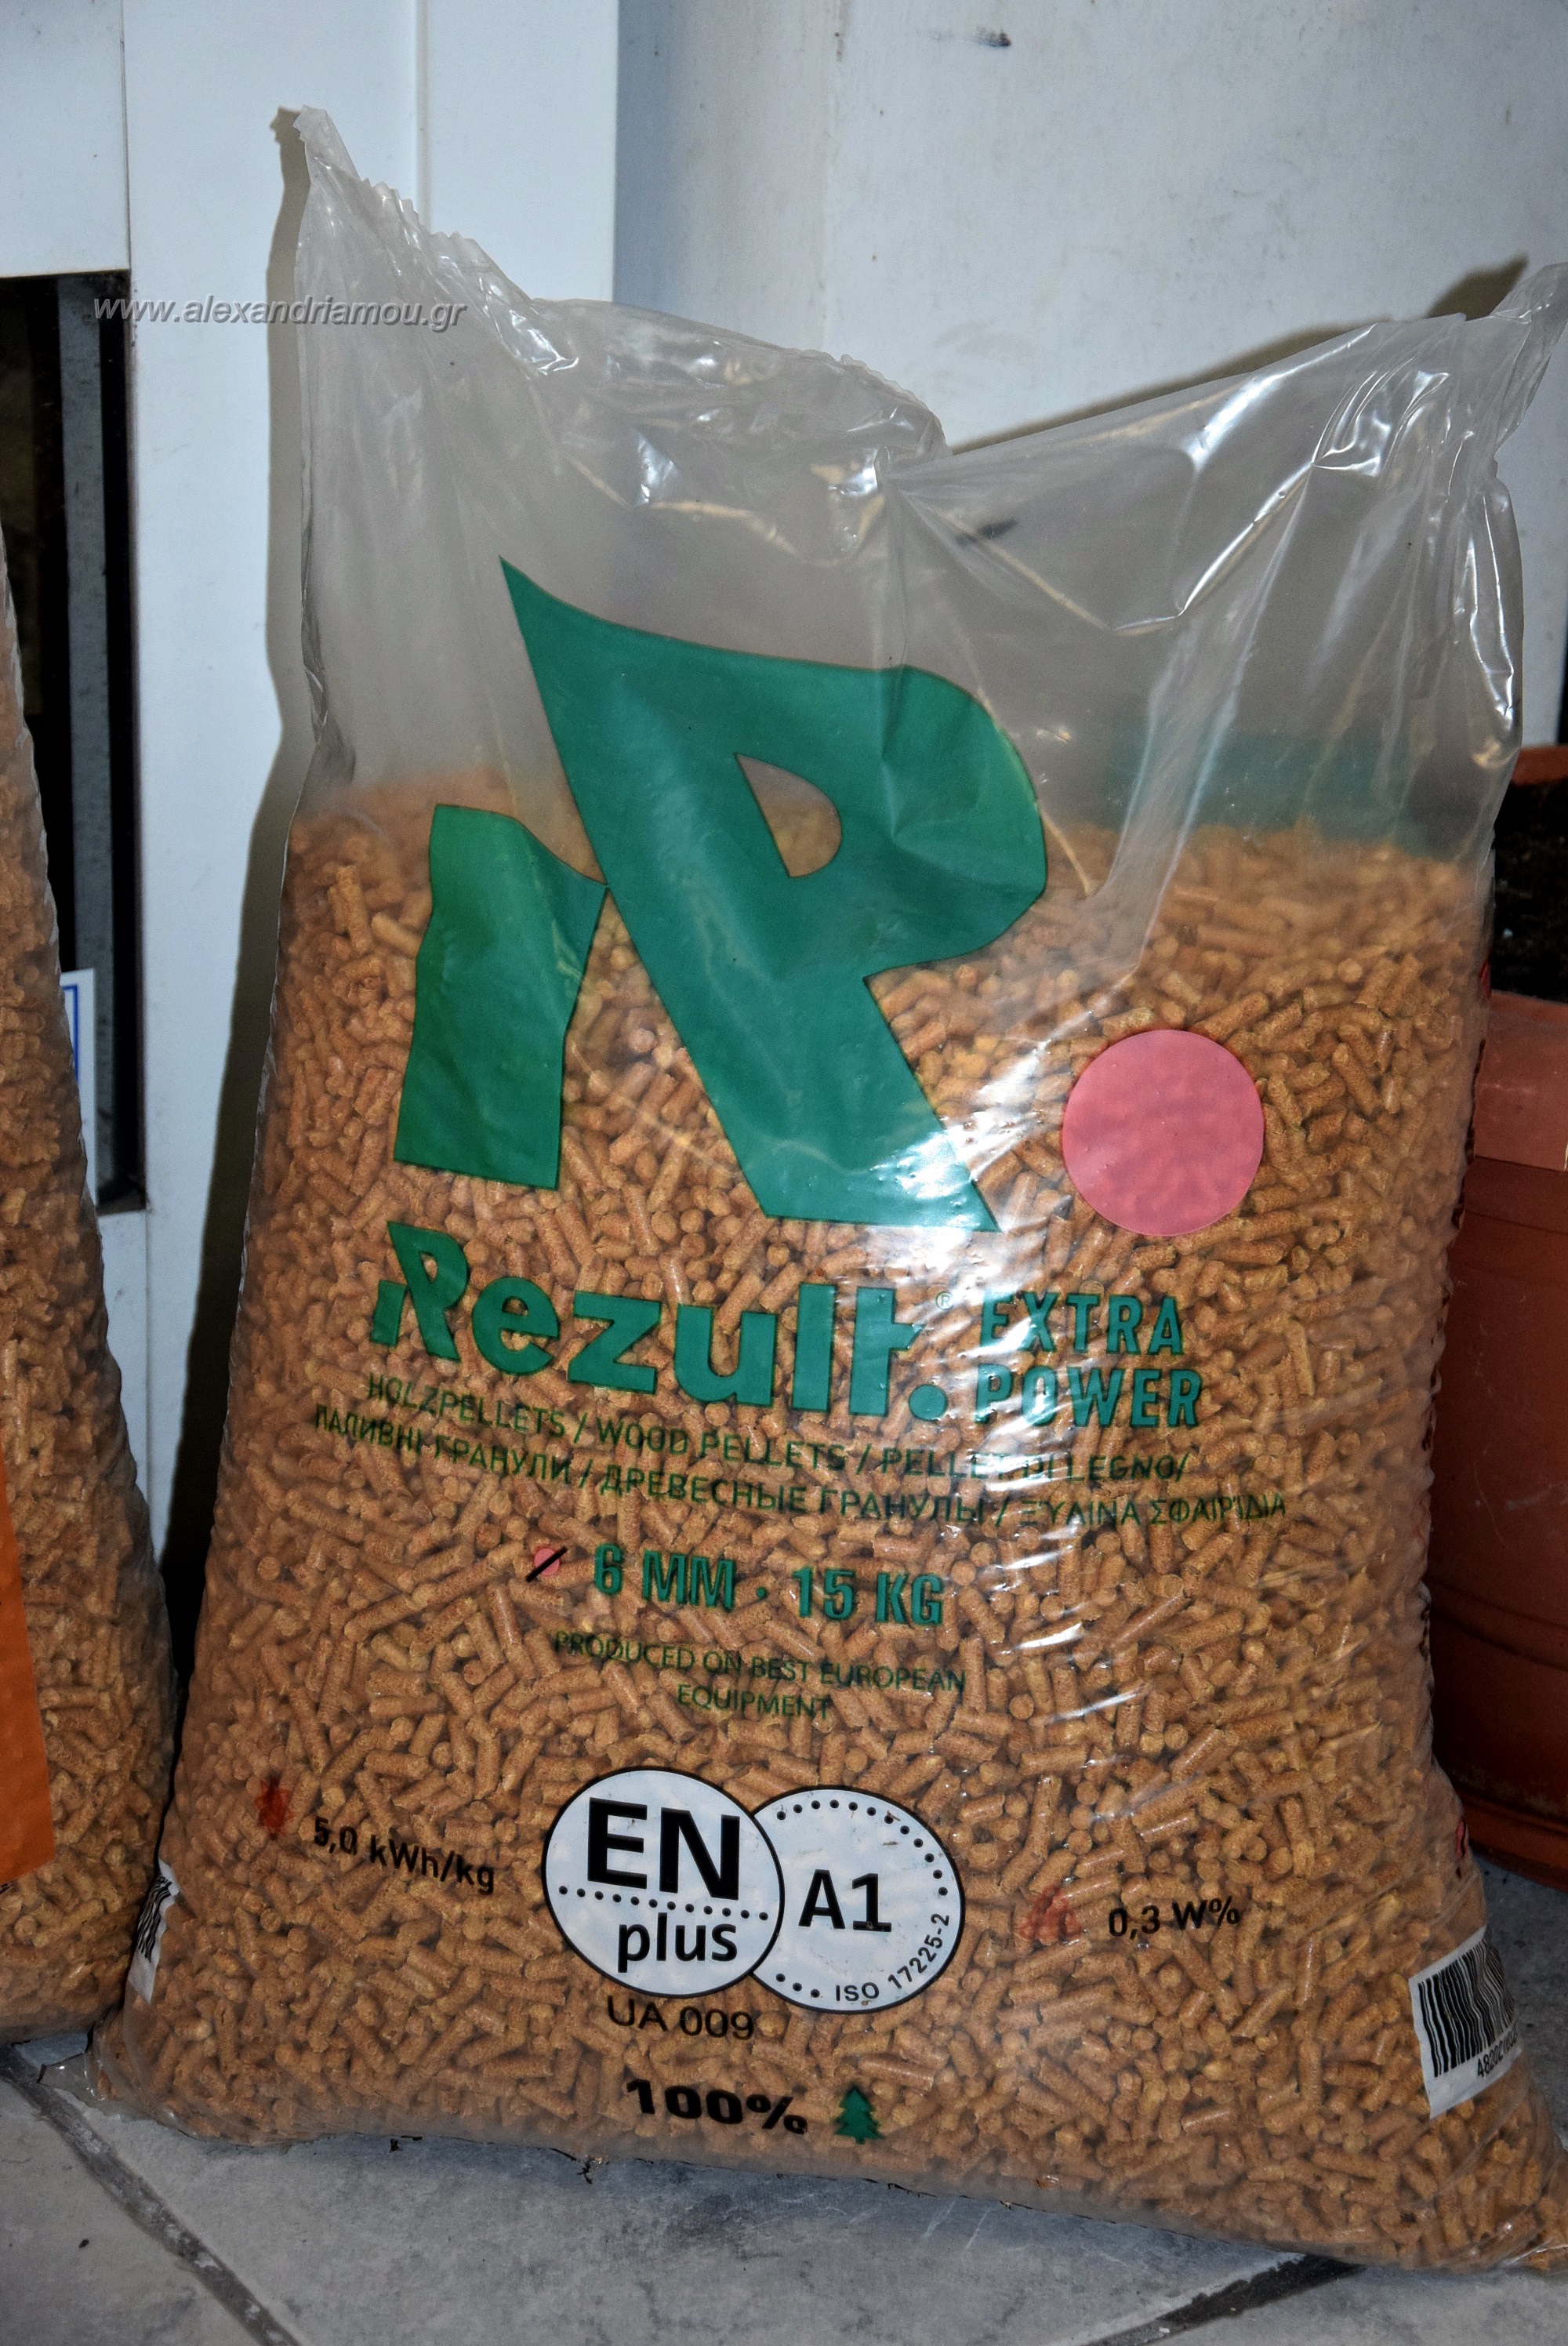 www.alexandriamou.gr
R.
Rezult.® EXTRA POWER
HOLZPELLETS / WOOD PELLETS / PELLET DI LEGNO/
ПАЛИВНІ ГРАНУЛИ / ДРЕВЕСНЫЕ ГРАНУЛЫ / ΞΎΛΙΝΑ ΣΦΑΙΡΊΔΙΑ
6 MM · 15 KG
PRODUCED ON BEST EUROPEAN
EQUIPMENT
5,0 kWh/kg
EN
plus
A1
ISO 17225-2
0,3 W%
UA 009
100%